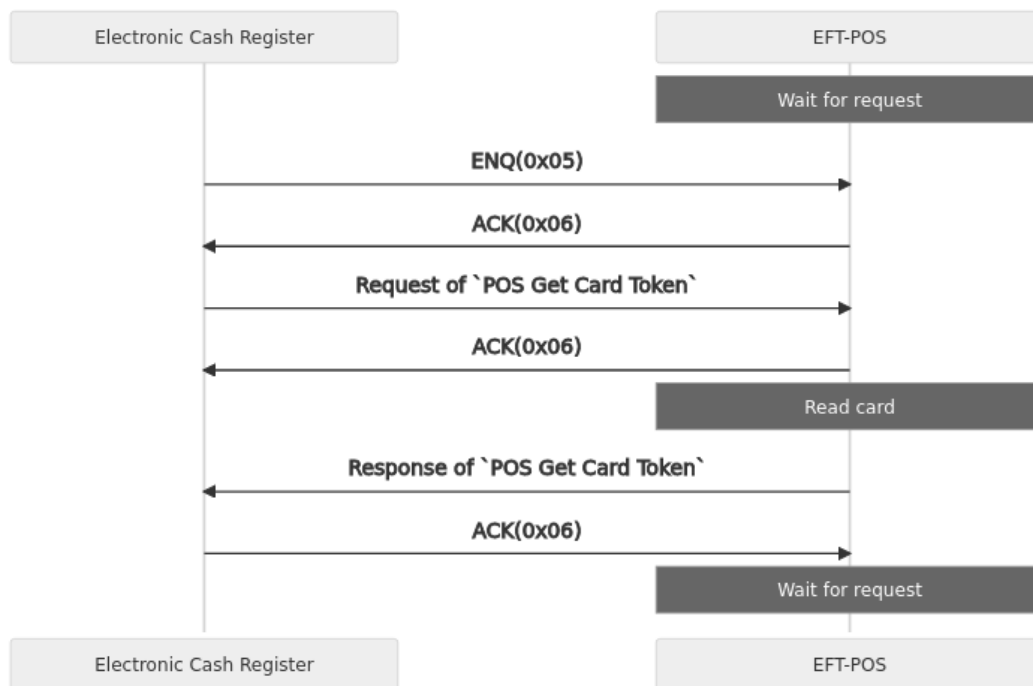 Electronic Cash Register
EFT-POS
Wait for request
ENQ(0x05)
ACK(0x06)
Request of `POS Get Card Token`
ACK(0x06)
Read card
Response of `POS Get Card Token`
ACK(0x06)
Wait for request
Electronic Cash Register
EFT-POS